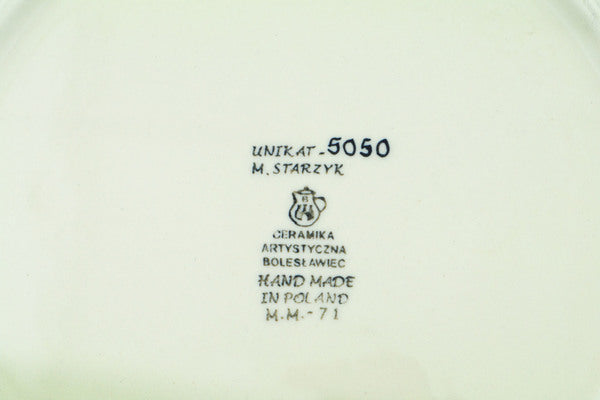 UNIKAT-5050
M. STARZYK
B
CERAMIKA
ARTYSTYCZNA
BOLESŁAWIEC
HAND MADE
IN POLAND
M.M.-71